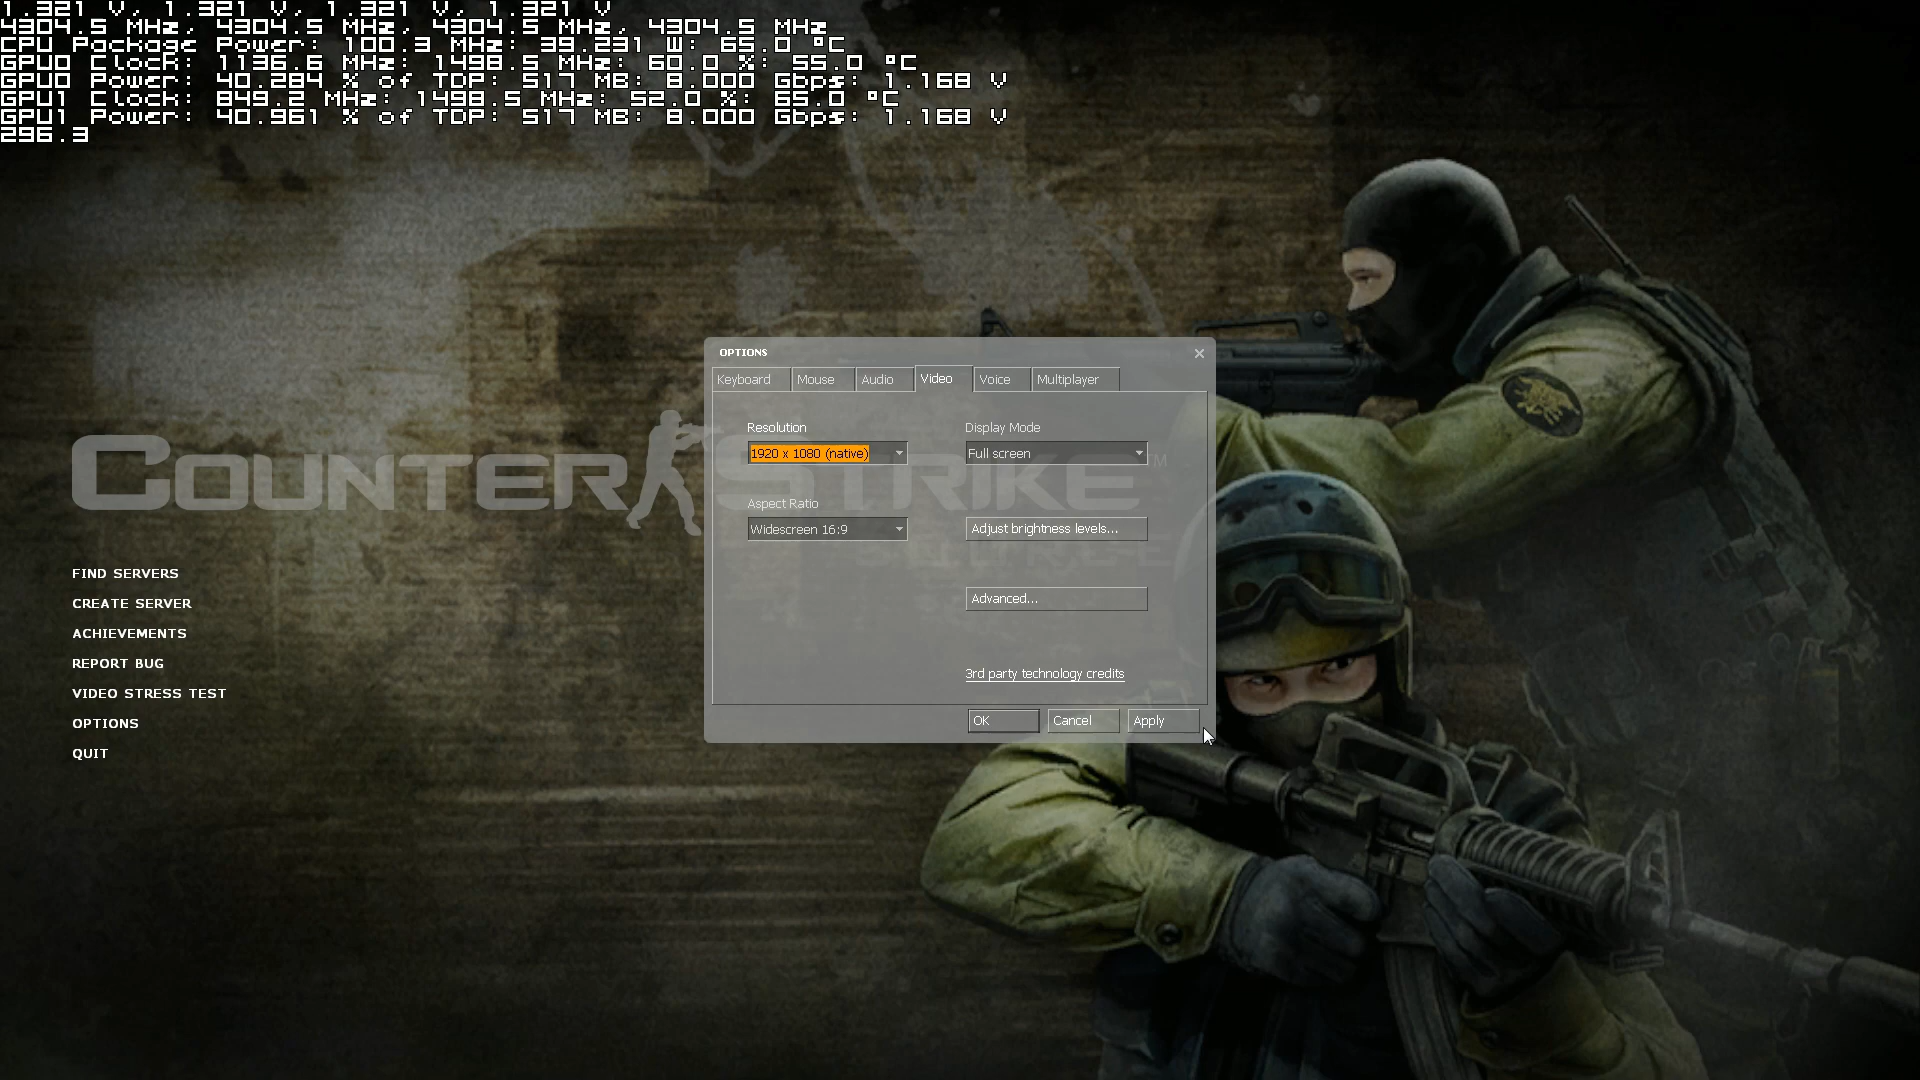 1.321 V, 1.321 V, 1.321 V, 1.321 V
4304.5 MHz, 4304.5 MHz, 4304.5 MHz, 4304.5 MHz
CPU Package Power: 100.3 MHz: 39.231 W: 65.0 °C
GPU0 Clock: 1136.6 MHz: 1498.5 MHz: 60.0 %: 55.0 °C
GPU0 Power: 40.284 % of TDP: 517 MB: 8.000 Gbps: 1.168 V
GPU1 Clock: 849.2 MHz: 1498.5 MHz: 52.0 %: 65.0 °C
GPU1 Power: 40.961 % of TDP: 517 MB: 8.000 Gbps: 1.168 V
296.3
OPTIONS
Keyboard Mouse Audio Video Voice Multiplayer
Resolution Display Mode
1920 x 1080 (native) Full screen
COUNTER STRIKE TM
Aspect Ratio
Widescreen 16:9 Adjust brightness levels...
SOURCE
Advanced...
3rd party technology credits
OK Cancel Apply
FIND SERVERS
CREATE SERVER
ACHIEVEMENTS
REPORT BUG
VIDEO STRESS TEST
OPTIONS
QUIT